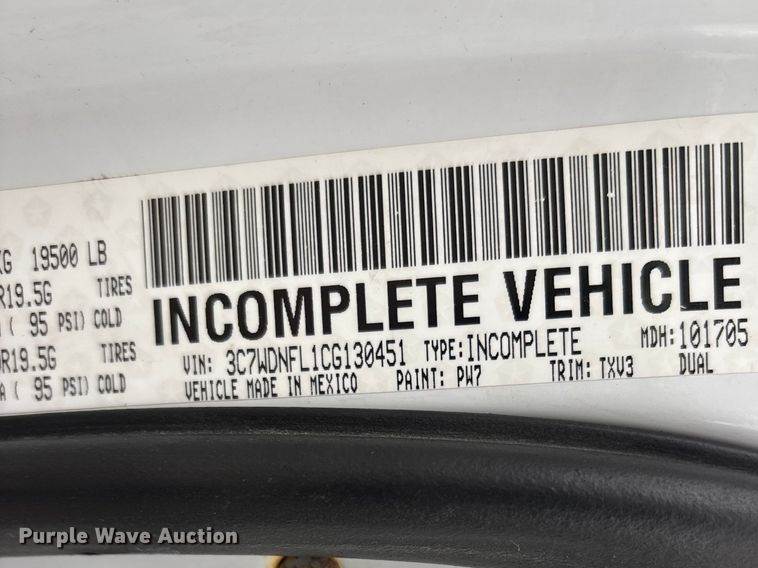 KG 19500 LB
R19.5G TIRES
( 95 PSI) COLD
R19.5G TIRES
A ( 95 PSI) COLD
INCOMPLETE VEHICLE
VIN: 3C7WDNFL1CG130451 TYPE: INCOMPLETE MDH: 101705
VEHICLE MADE IN MEXICO PAINT: PW7 TRIM: TXV3 DUAL
Purple Wave Auction